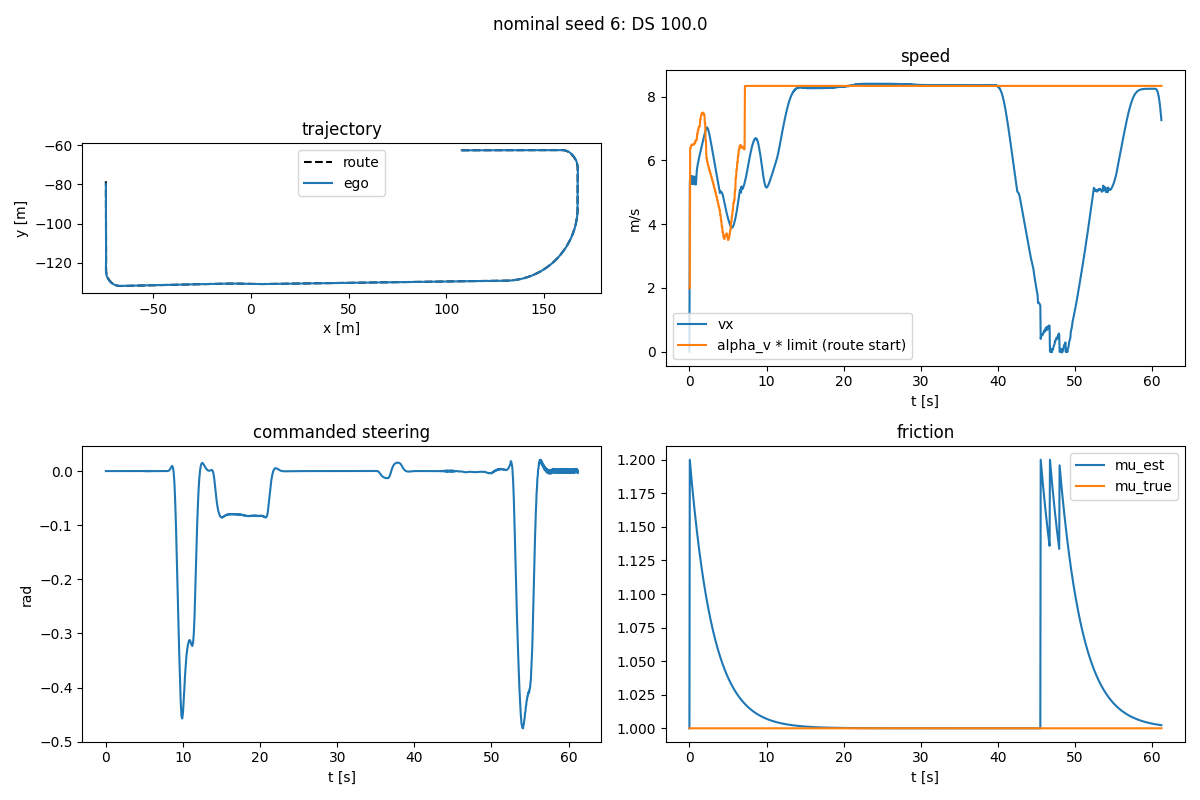 nominal seed 6: DS 100.0
trajectory
−60
−80
−100
−120
y [m]
−50
0
50
100
150
x [m]
route
ego
speed
8
6
4
2
0
m/s
0
10
20
30
40
50
60
t [s]
vx
alpha_v * limit (route start)
commanded steering
0.0
−0.1
−0.2
−0.3
−0.4
−0.5
rad
0
10
20
30
40
50
60
t [s]
friction
1.200
1.175
1.150
1.125
1.100
1.075
1.050
1.025
1.000
0
10
20
30
40
50
60
t [s]
mu_est
mu_true